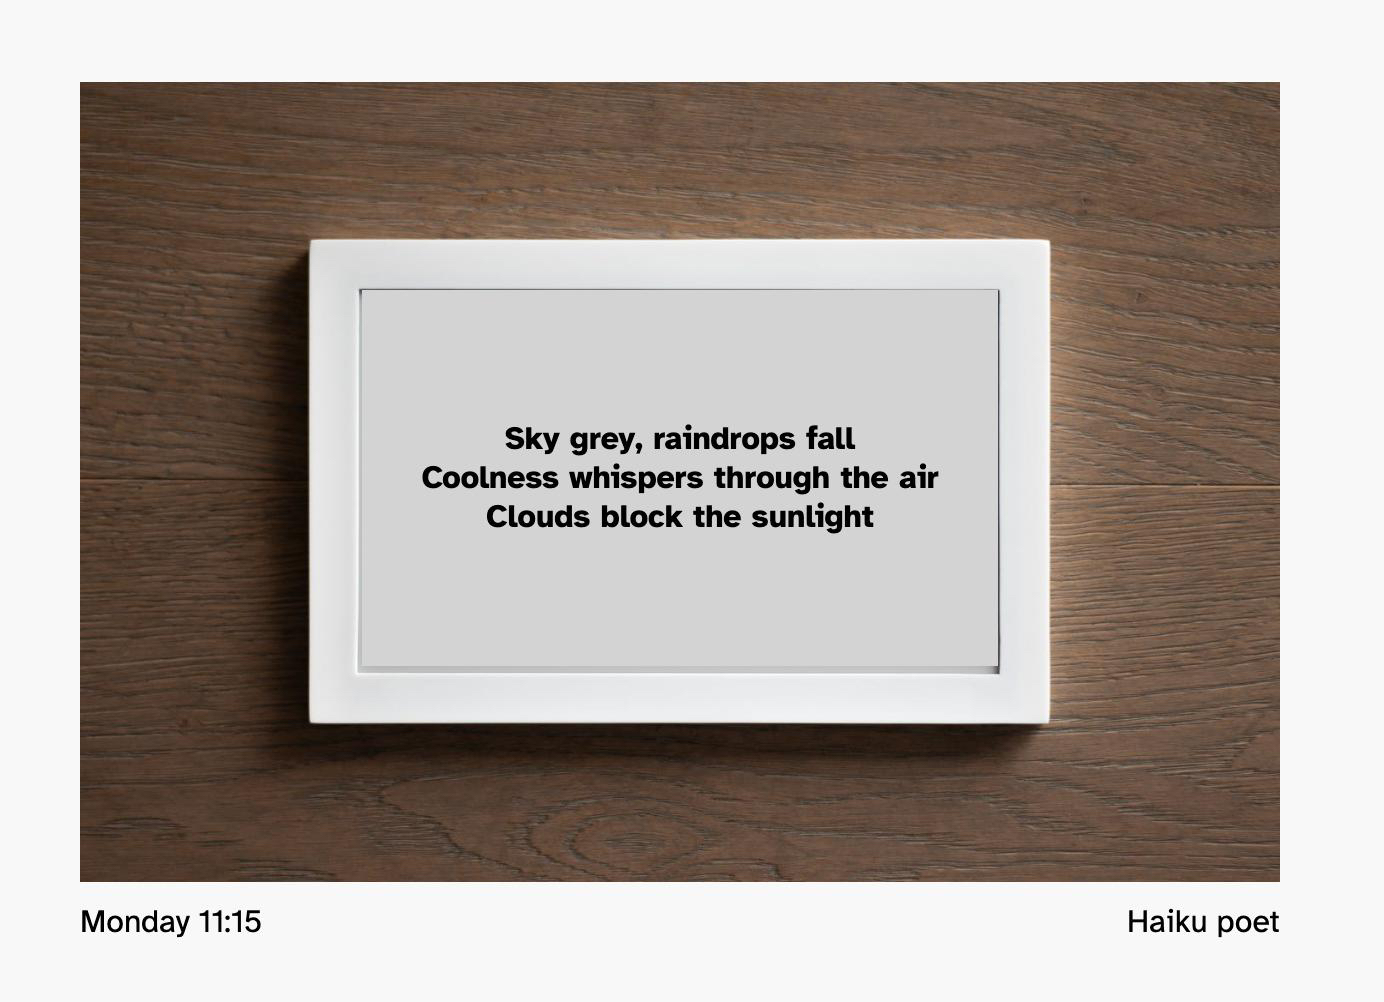 Sky grey, raindrops fall
Coolness whispers through the air
Clouds block the sunlight
Monday 11:15
Haiku poet